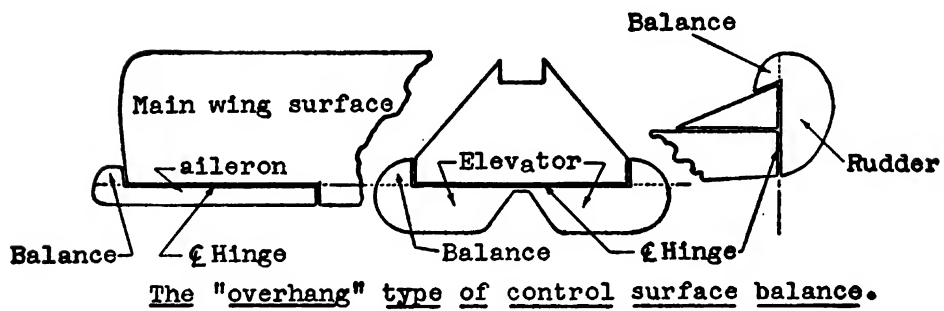 Balance
Main wing surface
aileron
Elevator
Rudder
Balance
℄ Hinge
Balance
℄ Hinge
The "overhang" type of control surface balance.